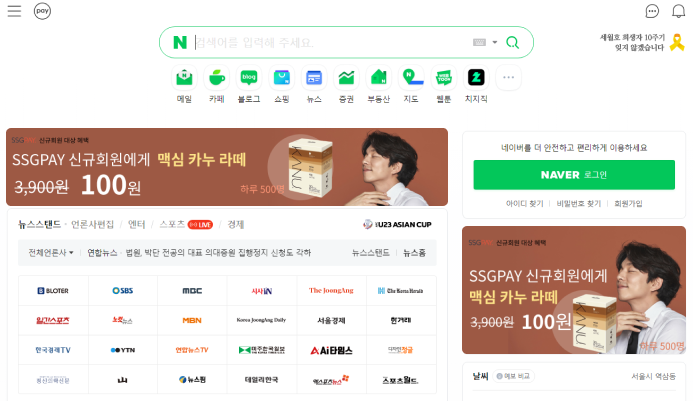 pay
N 검색어를 입력해 주세요.
세월호 희생자 10주기
잊지 않겠습니다
메일 카페 블로그 쇼핑 뉴스 증권 부동산 지도 웹툰 치지직
SSG PAY 신규회원 대상 혜택
SSGPAY 신규회원에게 맥심 카누 라떼
3,900원 100원
하루 500명
KANU
네이버를 더 안전하고 편리하게 이용하세요
NAVER 로그인
아이디 찾기 비밀번호 찾기 회원가입
뉴스스탠드 · 언론사편집 / 엔터 / 스포츠 LIVE / 경제
U23 ASIAN CUP
전체언론사 연합뉴스 · 법원, 박단 전공의 대표 의대증원 집행정지 신청도 각하 뉴스스탠드 뉴스홈
BLOTER SBS MBC 시사IN The JoongAng The Korea Herald
일간스포츠 노컷뉴스 MBN Korea JoongAng Daily 서울경제 한겨레
한국경제TV YTN 연합뉴스TV 미주한국일보 Ai타임스 디자인정글
뉴스핌 데일리한국 엑스포츠뉴스 스포츠월드
SSG PAY 신규회원 대상 혜택
SSGPAY 신규회원에게
맥심 카누 라떼
3,900원 100원
KANU
하루 500명
날씨 예보 비교 서울시 역삼동